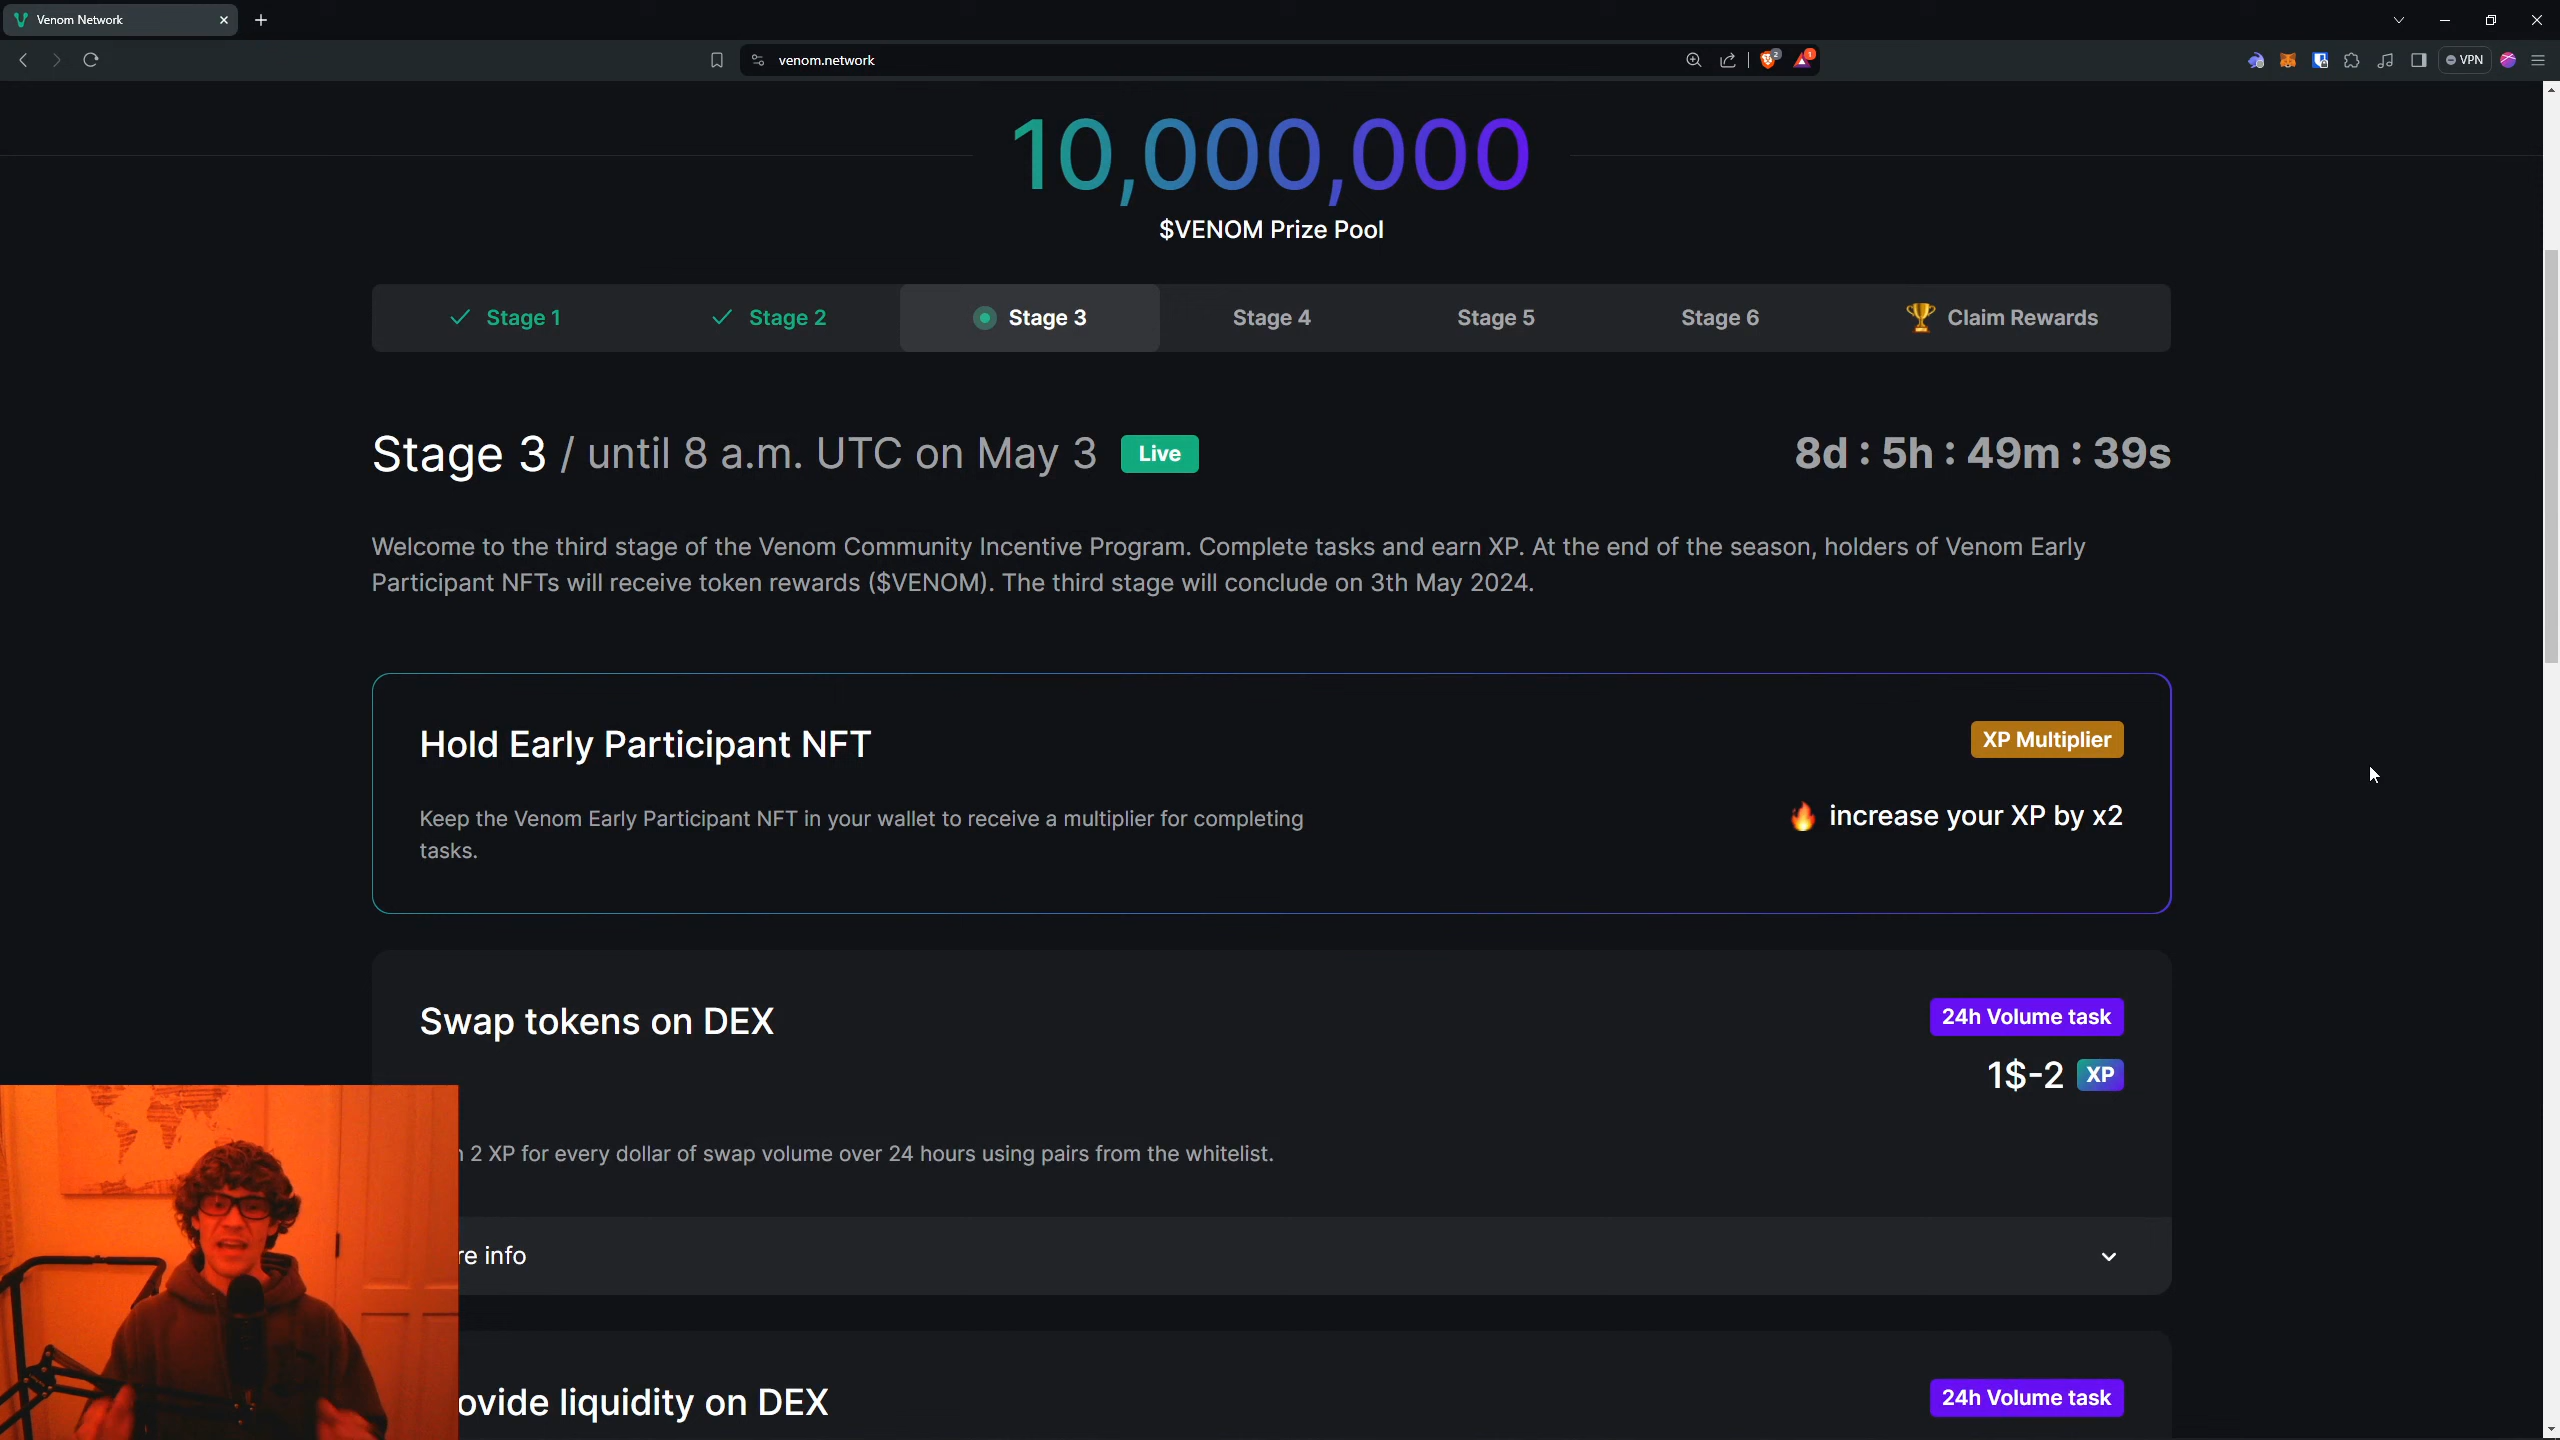 Venom Network
venom.network
2
1
VPN
10,000,000
$VENOM Prize Pool
Stage 1
Stage 2
Stage 3
Stage 4
Stage 5
Stage 6
Claim Rewards
Stage 3 / until 8 a.m. UTC on May 3
Live
8d : 5h : 49m : 39s
Welcome to the third stage of the Venom Community Incentive Program. Complete tasks and earn XP. At the end of the season, holders of Venom Early
Participant NFTs will receive token rewards ($VENOM). The third stage will conclude on 3th May 2024.
Hold Early Participant NFT
XP Multiplier
Keep the Venom Early Participant NFT in your wallet to receive a multiplier for completing
tasks.
🔥 increase your XP by x2
Swap tokens on DEX
24h Volume task
1$-2 XP
2 XP for every dollar of swap volume over 24 hours using pairs from the whitelist.
re info
ovide liquidity on DEX
24h Volume task